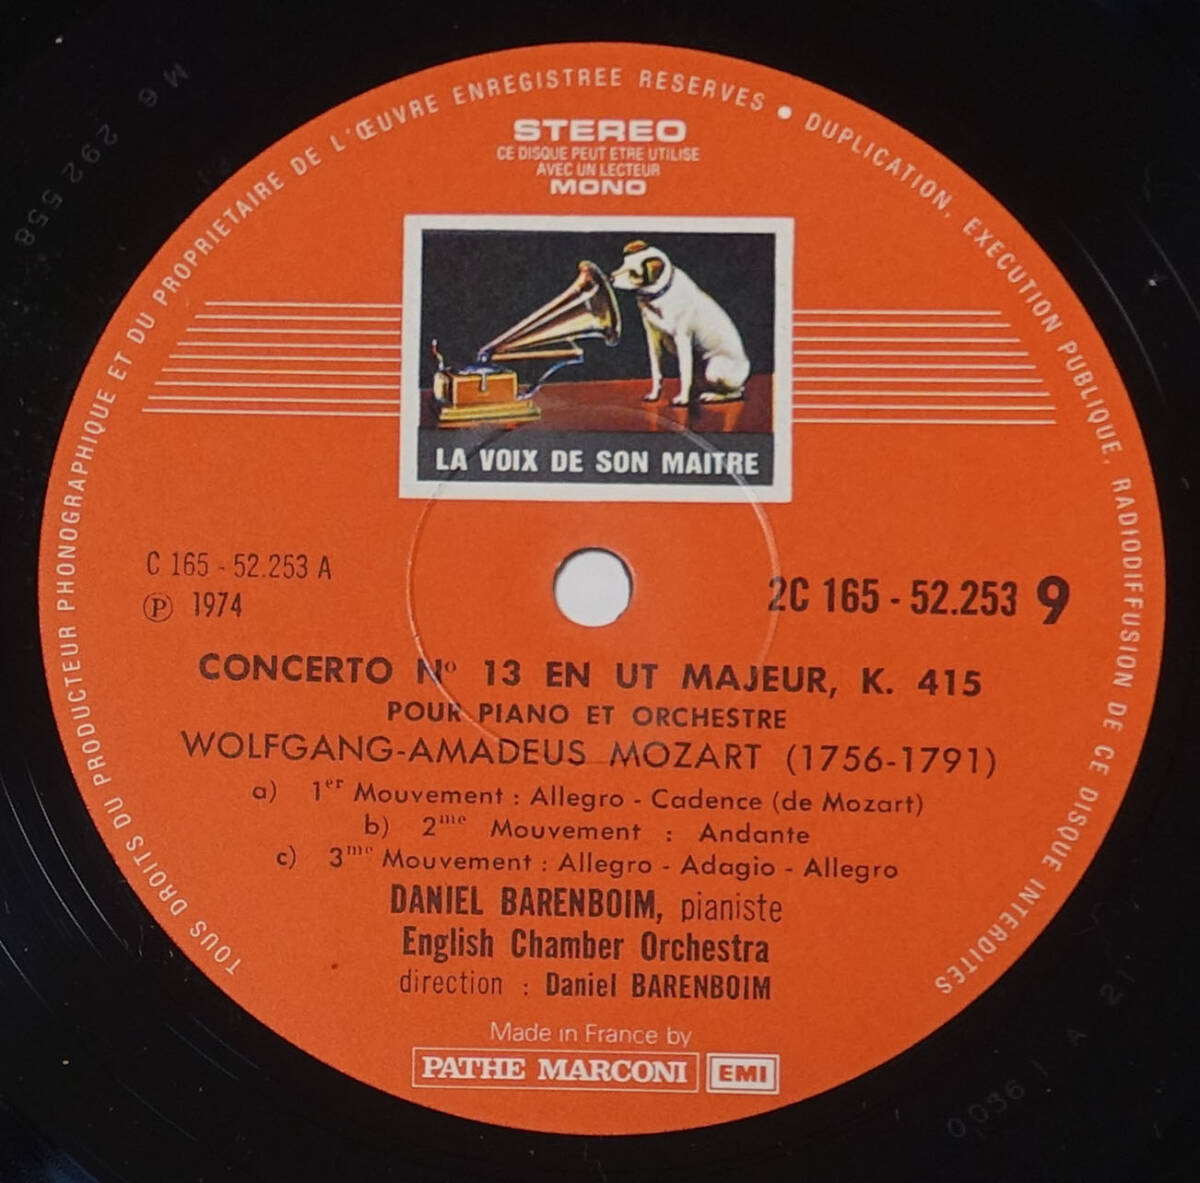 TOUS DROITS DU PRODUCTEUR PHONOGRAPHIQUE ET DU PROPRIETAIRE DE L'ŒUVRE ENREGISTREE RESERVES • DUPLICATION, EXECUTION PUBLIQUE, RADIODIFFUSION DE CE DISQUE INTERDITES
STEREO
CE DISQUE PEUT ETRE UTILISE
AVEC UN LECTEUR
MONO
LA VOIX DE SON MAITRE
C 165 - 52.253 A
℗ 1974
2C 165 - 52.253 9
CONCERTO Nº 13 EN UT MAJEUR, K. 415
POUR PIANO ET ORCHESTRE
WOLFGANG-AMADEUS MOZART (1756-1791)
a) 1er Mouvement : Allegro - Cadence (de Mozart)
b) 2me Mouvement : Andante
c) 3me Mouvement : Allegro - Adagio - Allegro
DANIEL BARENBOIM, pianiste
English Chamber Orchestra
direction : Daniel BARENBOIM
Made in France by
PATHE MARCONI EMI
M6 292558